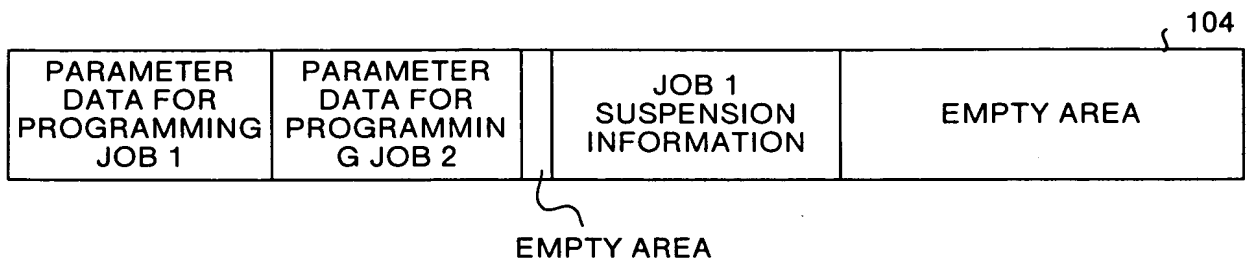 104
PARAMETER
DATA FOR
PROGRAMMING
JOB 1
PARAMETER
DATA FOR
PROGRAMMIN
G JOB 2
JOB 1
SUSPENSION
INFORMATION
EMPTY AREA
EMPTY AREA